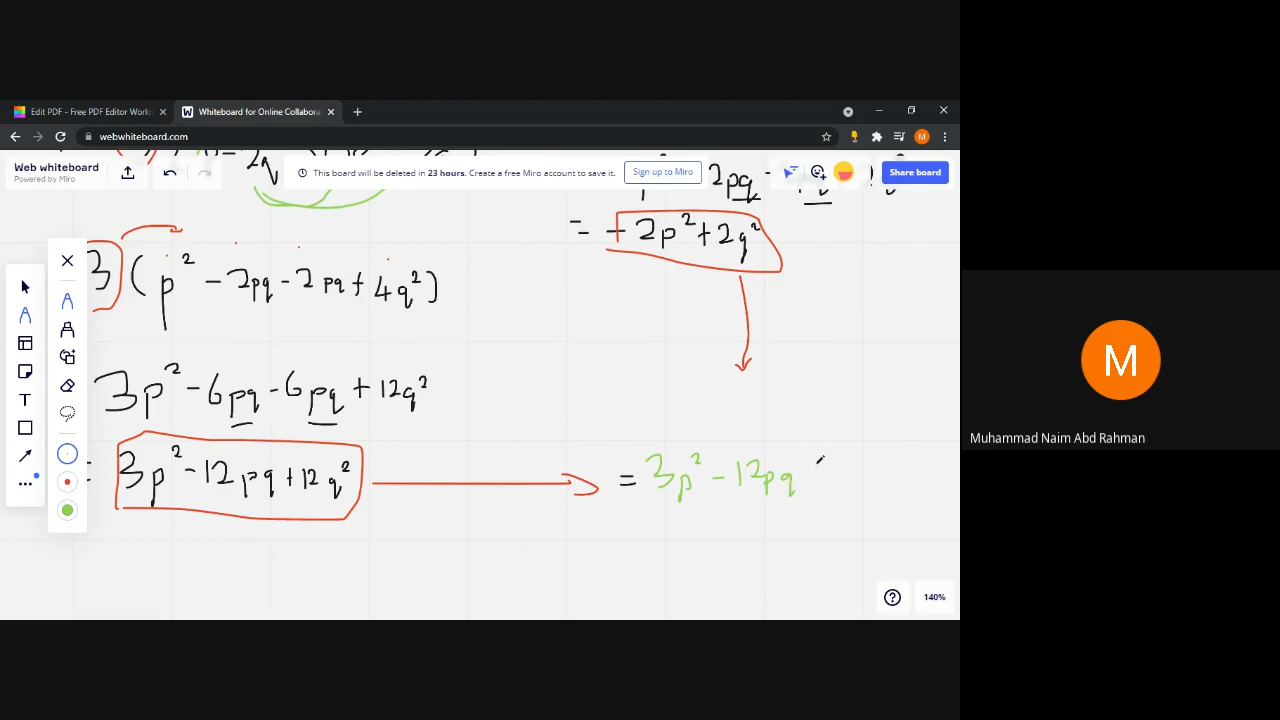 Edit PDF - Free PDF Editor Workin
Whiteboard for Online Collabora
webwhiteboard.com
Web whiteboard
Powered by Miro
This board will be deleted in 23 hours. Create a free Miro account to save it.
Sign up to Miro
Share board
= 2q
2pq -
= -2p² + 2q²
3 (p² - 2pq - 2pq + 4q²)
3p² - 6pq - 6pq + 12q²
= 3p² - 12pq + 12q²
= 3p² - 12pq
T
140%
M
Muhammad Naim Abd Rahman